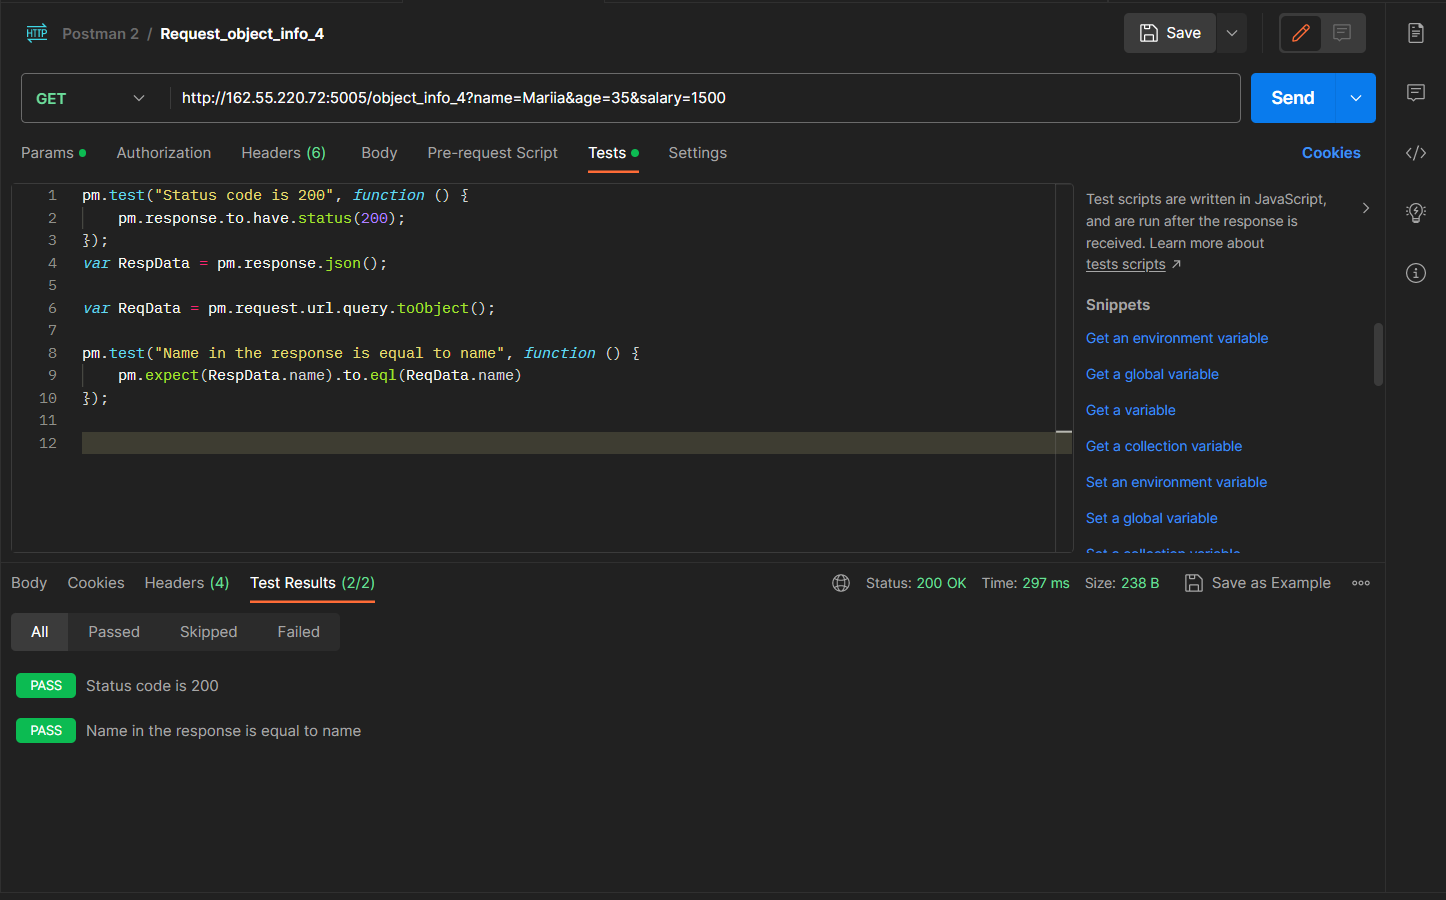 HTTP Postman 2 / Request_object_info_4 Save
GET http://162.55.220.72:5005/object_info_4?name=Mariia&age=35&salary=1500 Send
Params Authorization Headers (6) Body Pre-request Script Tests Settings Cookies
1 pm.test("Status code is 200", function () {
2 pm.response.to.have.status(200);
3 });
4 var RespData = pm.response.json();
5
6 var ReqData = pm.request.url.query.toObject();
7
8 pm.test("Name in the response is equal to name", function () {
9 pm.expect(RespData.name).to.eql(ReqData.name)
10 });
11
12
Test scripts are written in JavaScript,
and are run after the response is
received. Learn more about
tests scripts ↗
Snippets
Get an environment variable
Get a global variable
Get a variable
Get a collection variable
Set an environment variable
Set a global variable
Set a collection variable
Body Cookies Headers (4) Test Results (2/2) Status: 200 OK Time: 297 ms Size: 238 B Save as Example
All Passed Skipped Failed
PASS Status code is 200
PASS Name in the response is equal to name